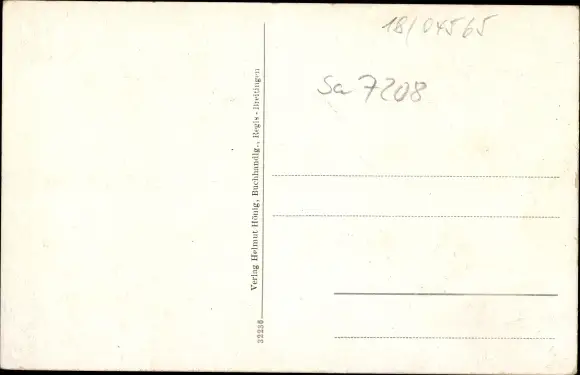 18/04565
Sa 7208
Verlag Helmut Hönig, Buchhandlg., Regis-Breitingen
32236